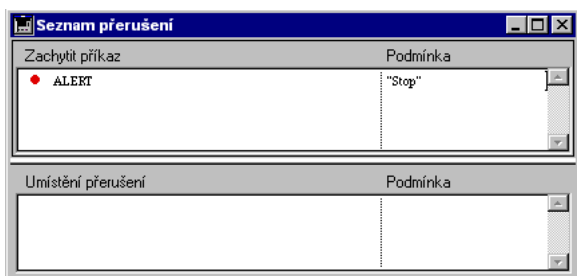 Seznam přerušení
Zachytit příkaz Podmínka
ALERT "Stop"
Umístění přerušení Podmínka